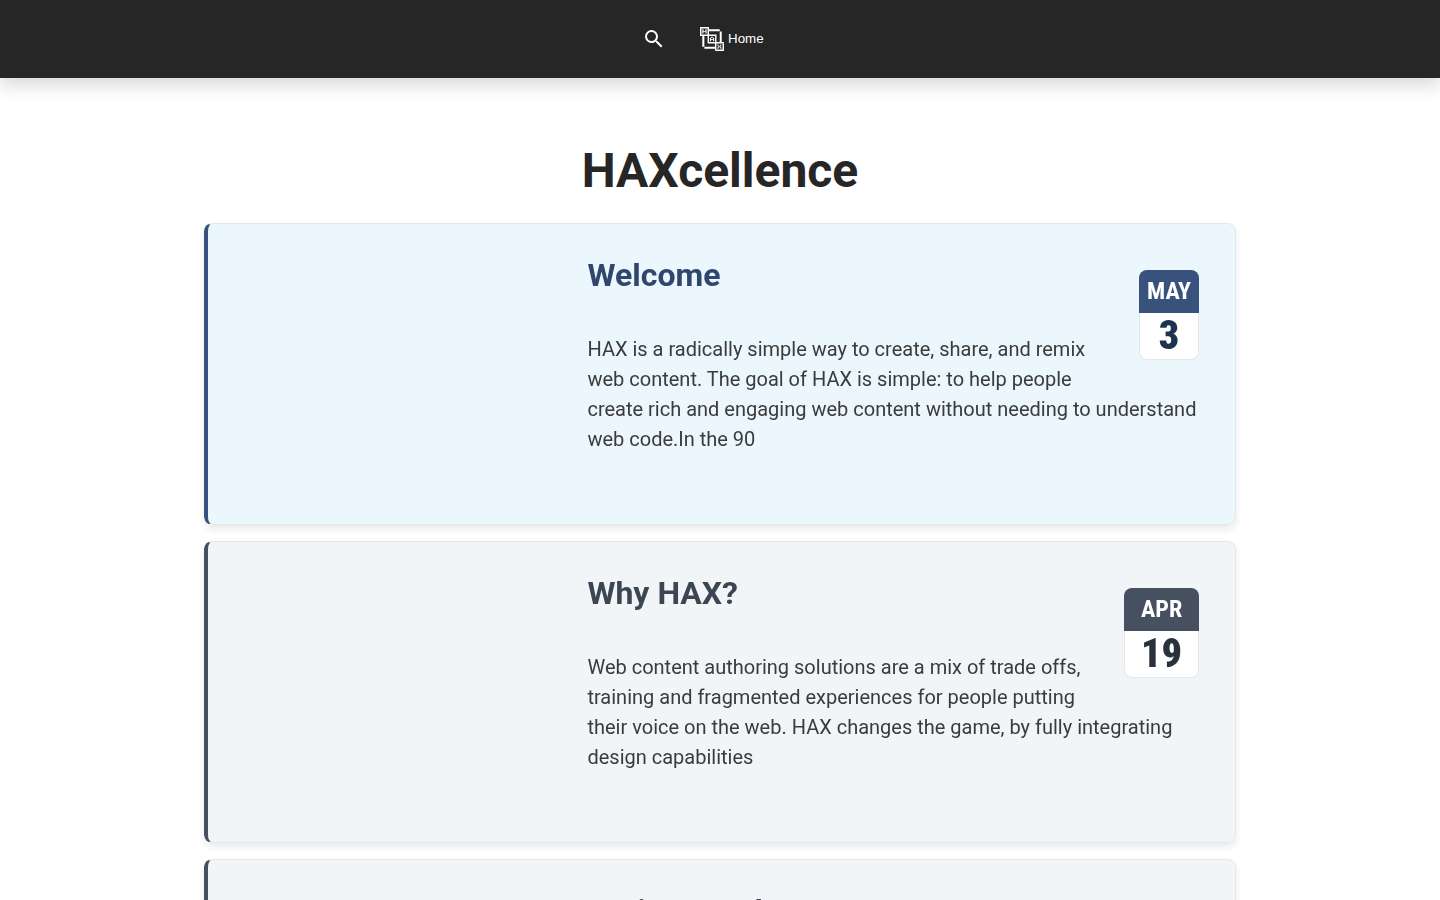 Home
HAXcellence
Welcome
MAY
3
HAX is a radically simple way to create, share, and remix
web content. The goal of HAX is simple: to help people
create rich and engaging web content without needing to understand
web code.In the 90
Why HAX?
APR
19
Web content authoring solutions are a mix of trade offs,
training and fragmented experiences for people putting
their voice on the web. HAX changes the game, by fully integrating
design capabilities